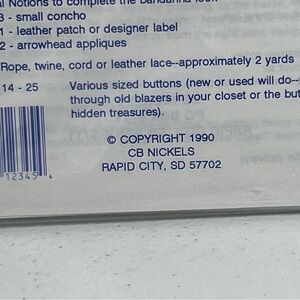 al Notions to complete the bandanna look
3 - small concho
1 - leather patch or designer label
2 - arrowhead appliques
Rope, twine, cord or leather lace--approximately 2 yards
14 - 25 Various sized buttons (new or used will do--
through old blazers in your closet or the but
hidden treasures).
© COPYRIGHT 1990
CB NICKELS
RAPID CITY, SD 57702
12345 4